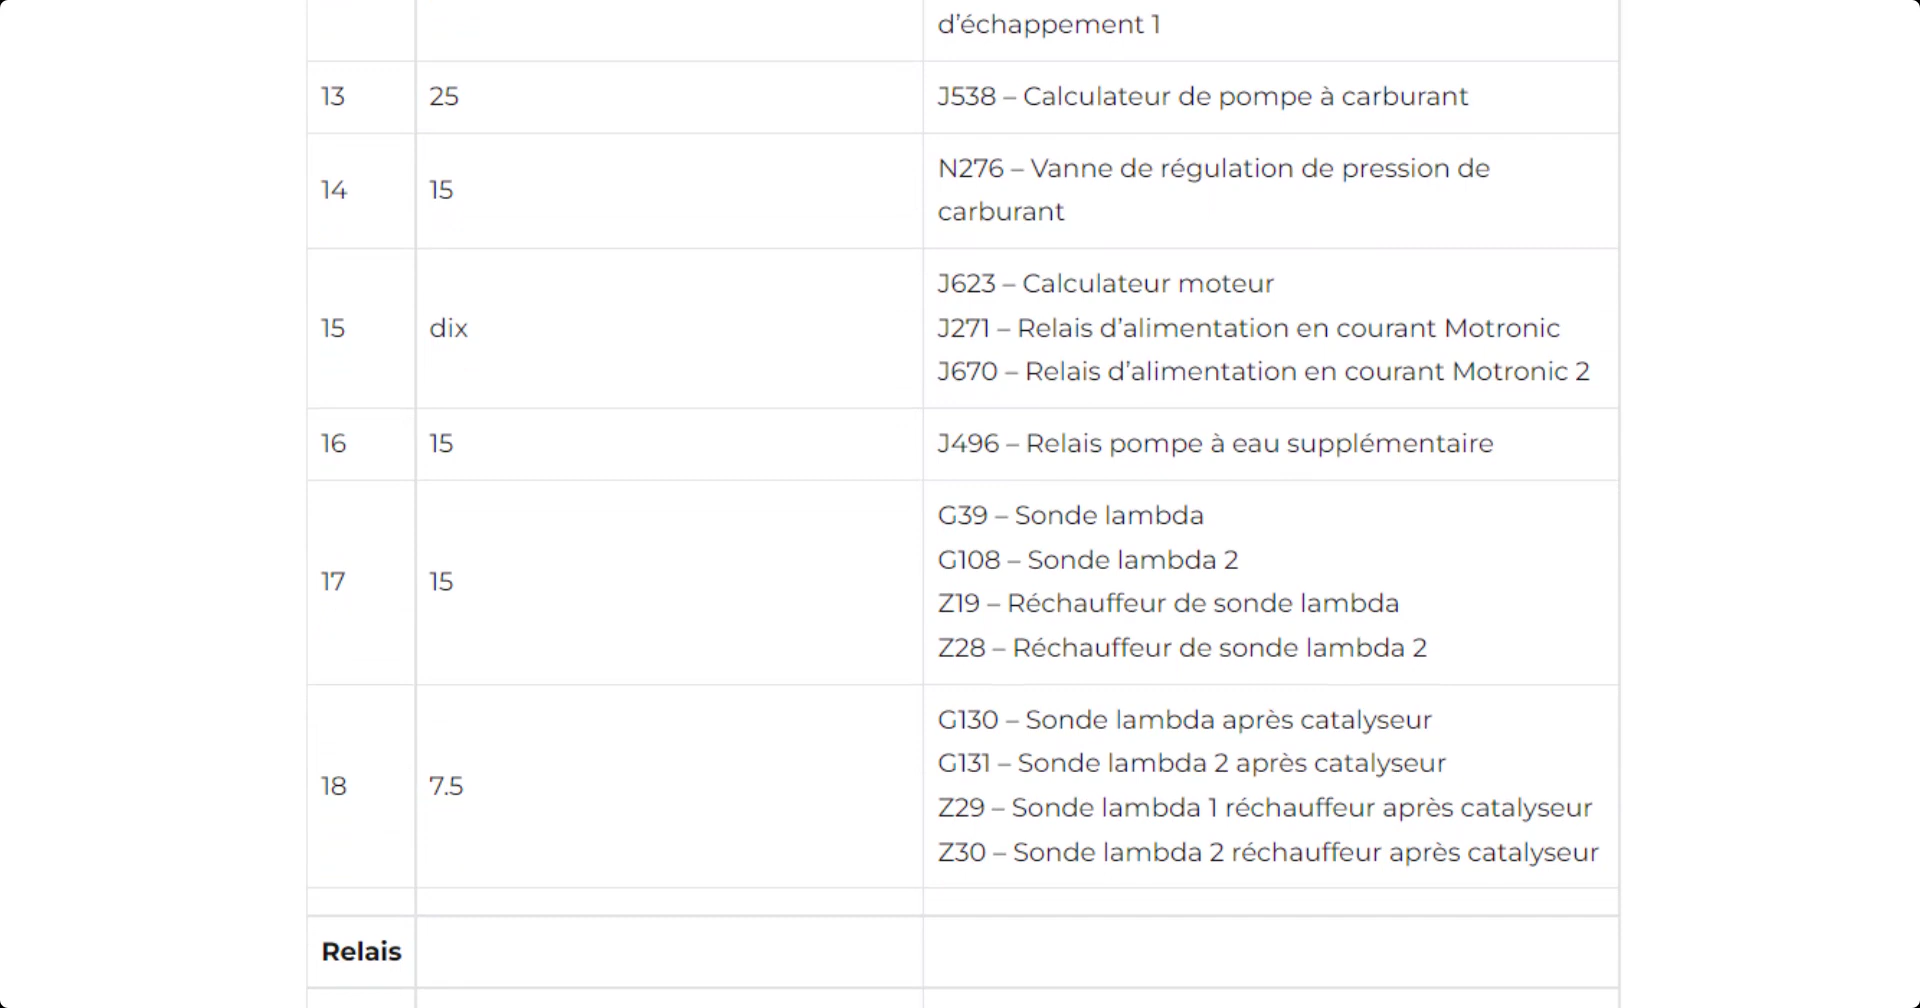 d’échappement 1
13 25 J538 – Calculateur de pompe à carburant
14 15 N276 – Vanne de régulation de pression de
carburant
15 dix J623 – Calculateur moteur
J271 – Relais d’alimentation en courant Motronic
J670 – Relais d’alimentation en courant Motronic 2
16 15 J496 – Relais pompe à eau supplémentaire
17 15 G39 – Sonde lambda
G108 – Sonde lambda 2
Z19 – Réchauffeur de sonde lambda
Z28 – Réchauffeur de sonde lambda 2
18 7.5 G130 – Sonde lambda après catalyseur
G131 – Sonde lambda 2 après catalyseur
Z29 – Sonde lambda 1 réchauffeur après catalyseur
Z30 – Sonde lambda 2 réchauffeur après catalyseur
Relais